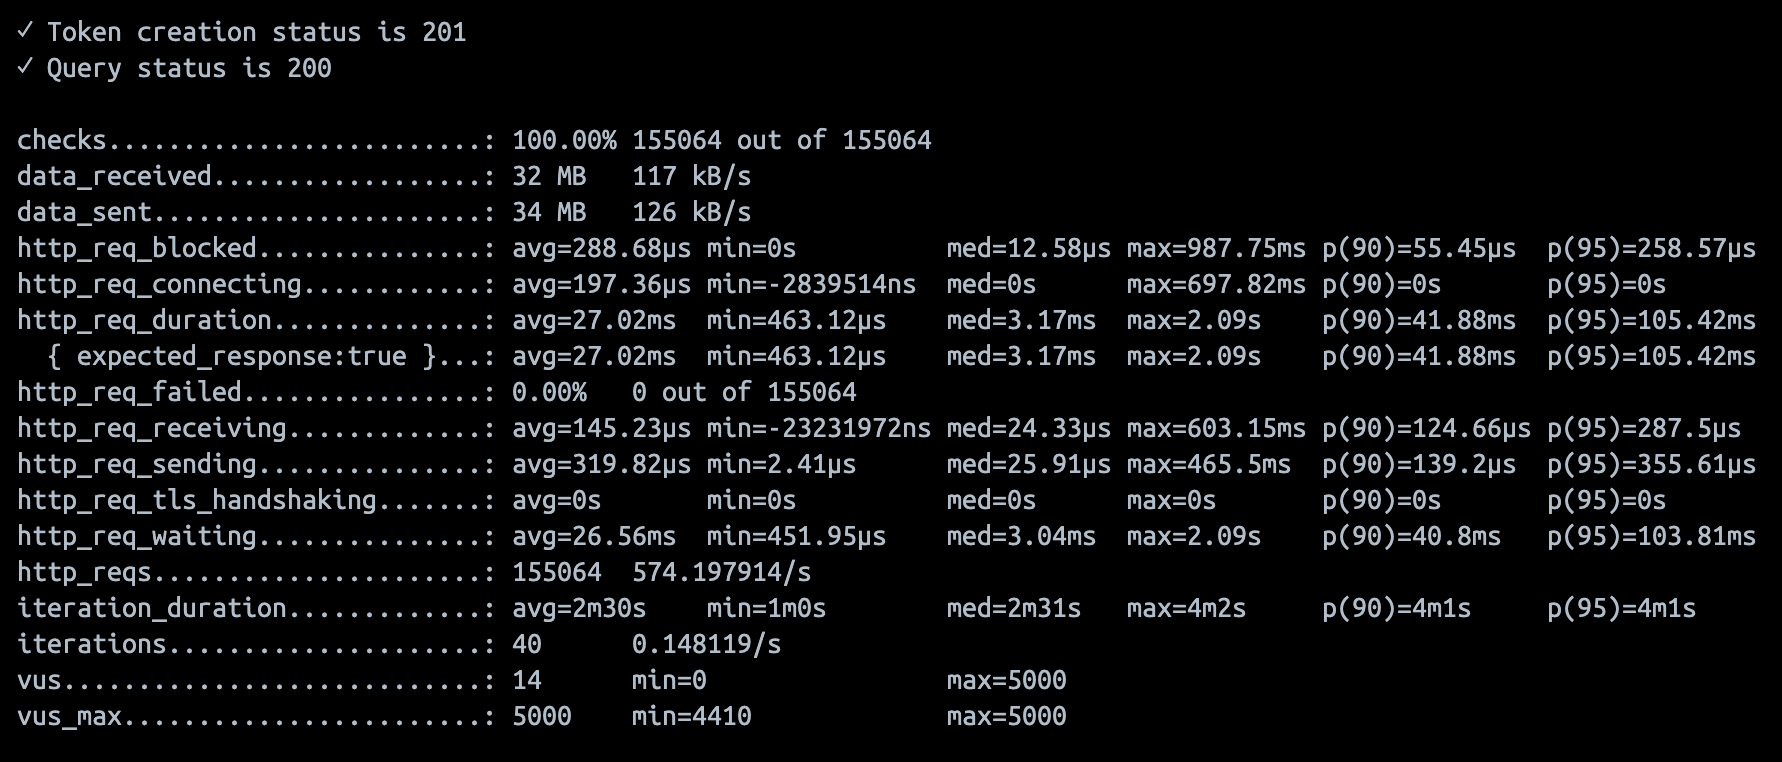 ✓ Token creation status is 201
✓ Query status is 200
checks.........................: 100.00% 155064 out of 155064
data_received..................: 32 MB   117 kB/s
data_sent......................: 34 MB   126 kB/s
http_req_blocked...............: avg=288.68µs min=0s          med=12.58µs max=987.75ms p(90)=55.45µs  p(95)=258.57µs
http_req_connecting............: avg=197.36µs min=-2839514ns  med=0s      max=697.82ms p(90)=0s       p(95)=0s
http_req_duration..............: avg=27.02ms  min=463.12µs    med=3.17ms  max=2.09s    p(90)=41.88ms  p(95)=105.42ms
  { expected_response:true }...: avg=27.02ms  min=463.12µs    med=3.17ms  max=2.09s    p(90)=41.88ms  p(95)=105.42ms
http_req_failed................: 0.00%   0 out of 155064
http_req_receiving.............: avg=145.23µs min=-23231972ns med=24.33µs max=603.15ms p(90)=124.66µs p(95)=287.5µs
http_req_sending...............: avg=319.82µs min=2.41µs      med=25.91µs max=465.5ms  p(90)=139.2µs  p(95)=355.61µs
http_req_tls_handshaking.......: avg=0s       min=0s          med=0s      max=0s       p(90)=0s       p(95)=0s
http_req_waiting...............: avg=26.56ms  min=451.95µs    med=3.04ms  max=2.09s    p(90)=40.8ms   p(95)=103.81ms
http_reqs......................: 155064  574.197914/s
iteration_duration.............: avg=2m30s    min=1m0s        med=2m31s   max=4m2s     p(90)=4m1s     p(95)=4m1s
iterations.....................: 40      0.148119/s
vus............................: 14      min=0                max=5000
vus_max........................: 5000    min=4410             max=5000